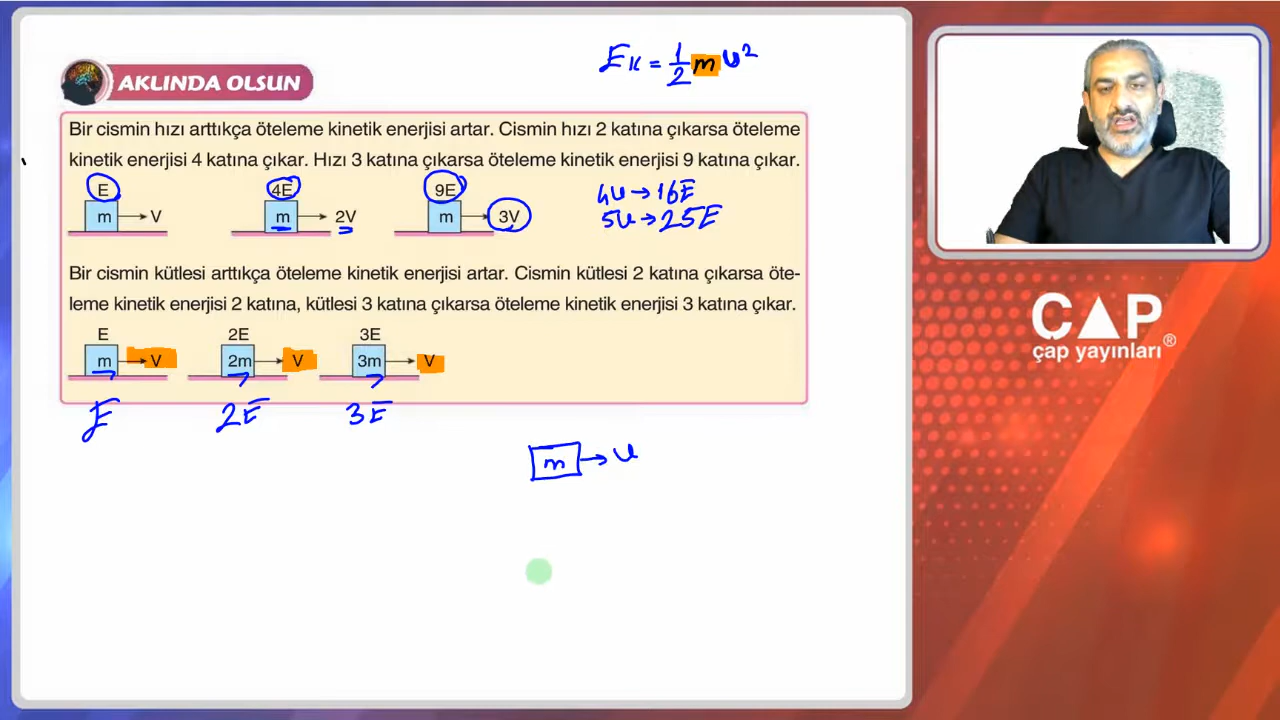 Eк = 1/2 m v²
AKLINDA OLSUN
Bir cismin hızı arttıkça öteleme kinetik enerjisi artar. Cismin hızı 2 katına çıkarsa öteleme
kinetik enerjisi 4 katına çıkar. Hızı 3 katına çıkarsa öteleme kinetik enerjisi 9 katına çıkar.
E 4E 9E
m V m 2V m 3V
4v → 16E
5v → 25E
Bir cismin kütlesi arttıkça öteleme kinetik enerjisi artar. Cismin kütlesi 2 katına çıkarsa öte-
leme kinetik enerjisi 2 katına, kütlesi 3 katına çıkarsa öteleme kinetik enerjisi 3 katına çıkar.
E 2E 3E
m V 2m V 3m V
E 2E 3E
m → v
ÇAP
çap yayınları®